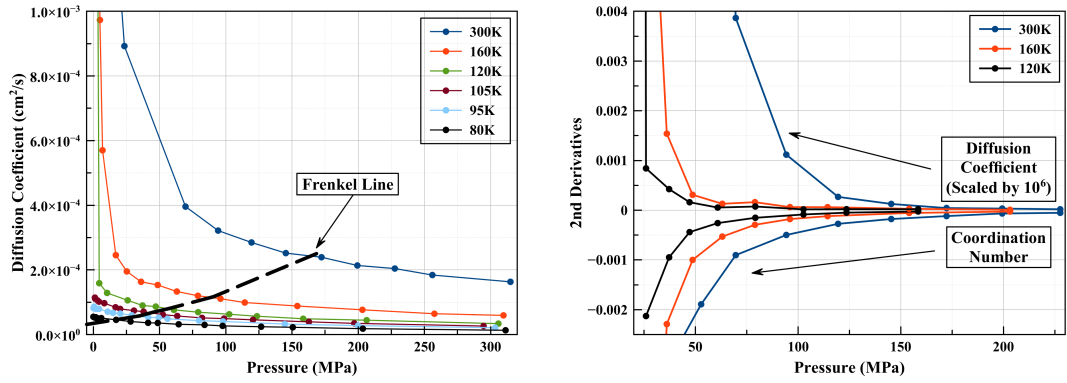 1.0×10⁻³
8.0×10⁻⁴
6.0×10⁻⁴
4.0×10⁻⁴
2.0×10⁻⁴
0.0×10⁰
Diffusion Coefficient (cm²/s)
0 50 100 150 200 250 300
Pressure (MPa)
300K
160K
120K
105K
95K
80K
Frenkel Line
0.004
0.003
0.002
0.001
0
−0.001
−0.002
2nd Derivatives
50 100 150 200
Pressure (MPa)
300K
160K
120K
Diffusion
Coefficient
(Scaled by 10⁶)
Coordination
Number